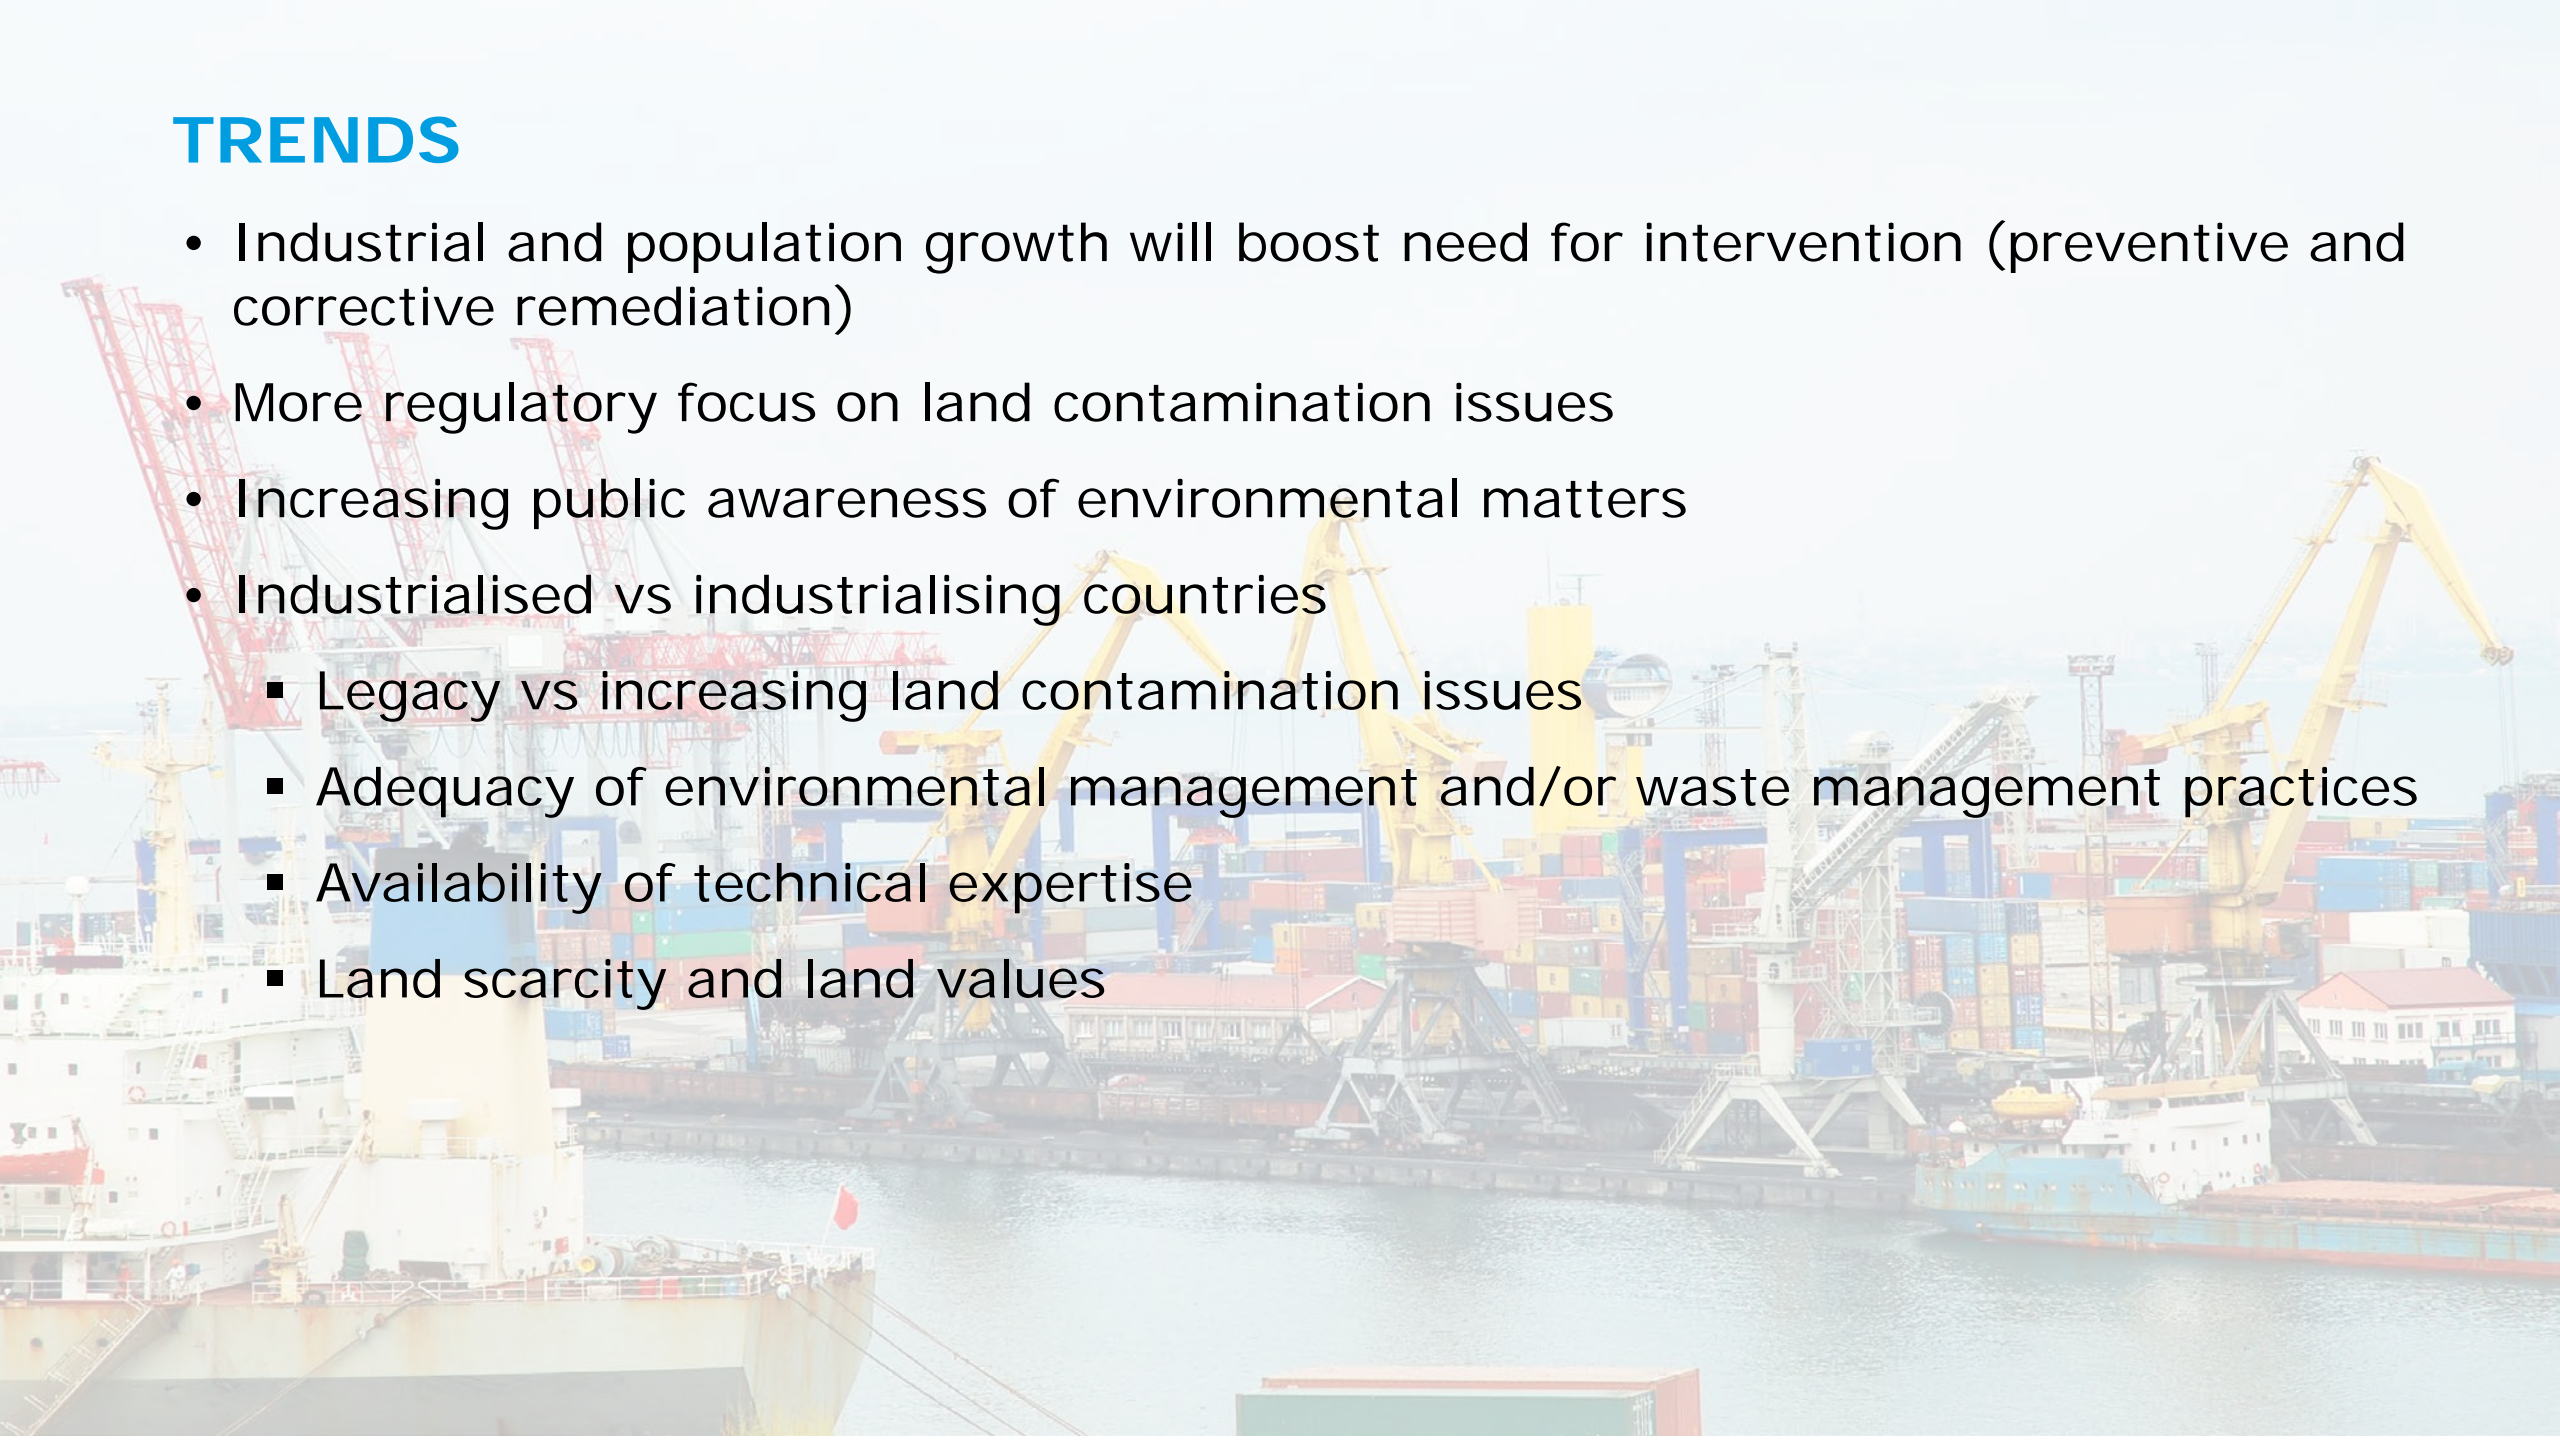 TRENDS
• Industrial and population growth will boost need for intervention (preventive and
corrective remediation)
• More regulatory focus on land contamination issues
• Increasing public awareness of environmental matters
• Industrialised vs industrialising countries
▪ Legacy vs increasing land contamination issues
▪ Adequacy of environmental management and/or waste management practices
▪ Availability of technical expertise
▪ Land scarcity and land values